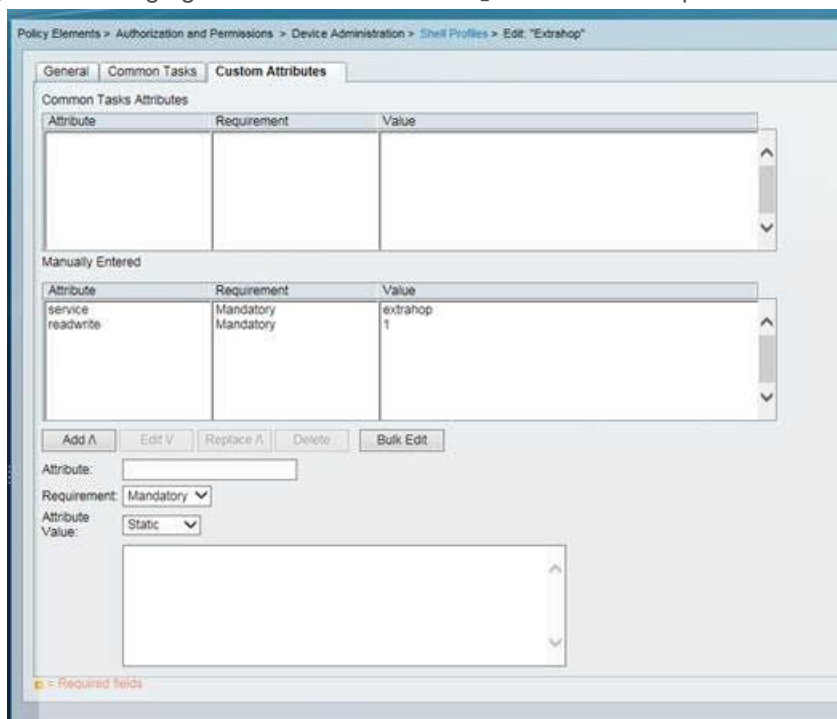 Policy Elements > Authorization and Permissions > Device Administration > Shell Profiles > Edit: "Extrahop"
General Common Tasks Custom Attributes
Common Tasks Attributes
Attribute Requirement Value
Manually Entered
Attribute Requirement Value
service Mandatory extrahop
readwrite Mandatory 1
Add /\ Edit V Replace /\ Delete Bulk Edit
Attribute:
Requirement: Mandatory
Attribute Value: Static
= Required fields